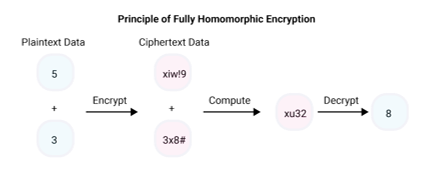 Principle of Fully Homomorphic Encryption
Plaintext Data
Ciphertext Data
5
xiw!9
+
Encrypt
+
Compute
xu32
Decrypt
8
3
3x8#